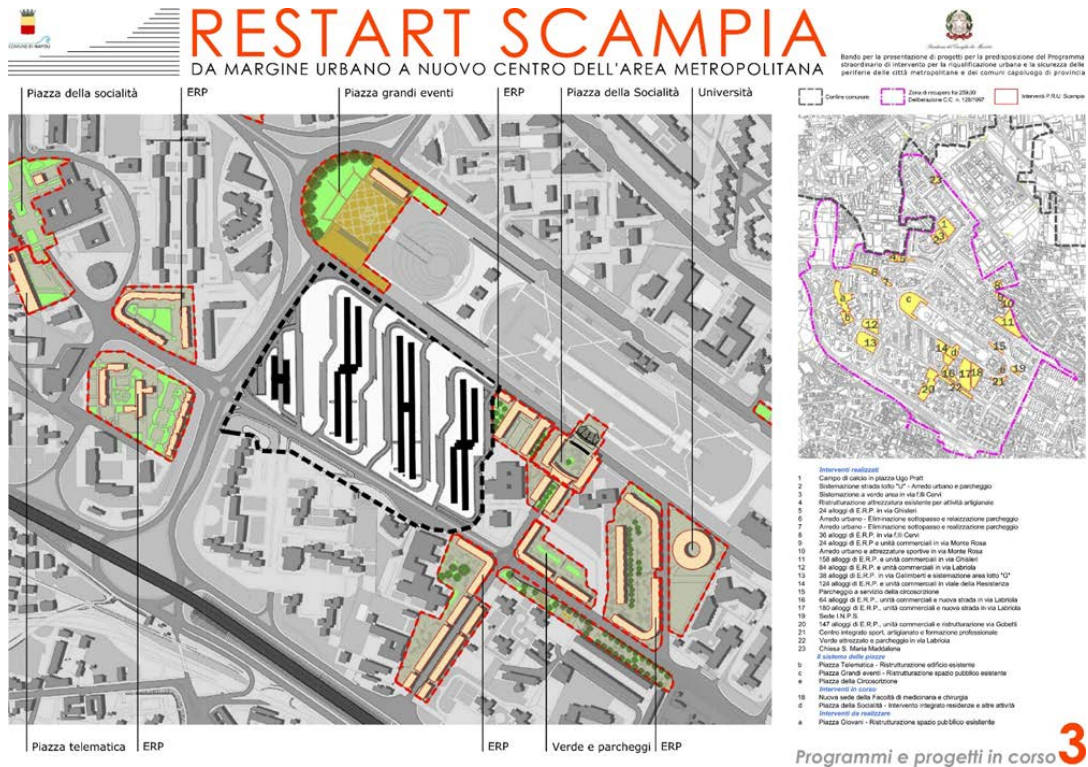 COMUNE DI NAPOLI
RESTART SCAMPIA
DA MARGINE URBANO A NUOVO CENTRO DELL'AREA METROPOLITANA
Bando per la presentazione di progetti per la predisposizione del Programma
straordinario di intervento per la riqualificazione urbana e la sicurezza delle
periferie delle città metropolitane e dei comuni capoluogo di provincia
Piazza della socialità
ERP
Piazza grandi eventi
ERP
Piazza della Socialità
Università
Confine comunale
Zona di recupero
Deliberazione C.C. n. 128/1997
Interventi P.R.U. Scampia
Interventi realizzati
1 Campo di calcio in piazza Ugo Pratt
2 Sistemazione strada lotto "U" - Arredo urbano e parcheggio
3 Sistemazione a verde area in via f.lli Cervi
4 Ristrutturazione attrezzatura esistente per attività artigianale
5 24 alloggi di E.R.P. in via Ghisleri
6 Arredo urbano - Eliminazione sottopasso e relaizzazione parcheggio
7 Arredo urbano - Eliminazione sottopasso e realizzazione parcheggio
8 36 alloggi di E.R.P. in via f.lli Cervi
9 24 alloggi di E.R.P e unità commerciali in via Monte Rosa
10 Arredo urbano e attrezzature sportive in via Monte Rosa
11 158 alloggi di E.R.P. e unità commerciali in via Ghisleri
12 84 alloggi di E.R.P. e unità commerciali in via Labriola
13 38 alloggi di E.R.P. in via Galimberti e sistemazione area lotto "G"
14 124 alloggi di E.R.P. e unità commerciali in viale della Resistenza
15 Parcheggio a servizio della circoscrizione
16 64 alloggi di E.R.P., unità commerciali e nuova strada in via Labriola
17 180 alloggi di E.R.P., unità commerciali e nuova strada in via Labriola
19 Sede I.N.P.S.
20 147 alloggi di E.R.P., unità commerciali e ristrutturazione via Gobetti
21 Centro integrato sport, artigianato e formazione professionale
22 Verde attrezzato e parcheggio in via Labriola
23 Chiesa S. Maria Maddalena
Il sistema delle piazze
b Piazza Telematica - Ristrutturazione edificio esistente
c Piazza Grandi eventi - Ristrutturazione spazio pubblico esistente
e Piazza della Circoscrizione
Interventi in corso
18 Nuova sede della Facoltà di medicinaria e chirurgia
d Piazza della Socialità - Intervento integrato residenze e altre attività
Interventi da realizzare
a Piazza Giovani - Ristrutturazione spazio pubblico esistente
Piazza telematica
ERP
ERP
Verde e parcheggi
ERP
Programmi e progetti in corso 3